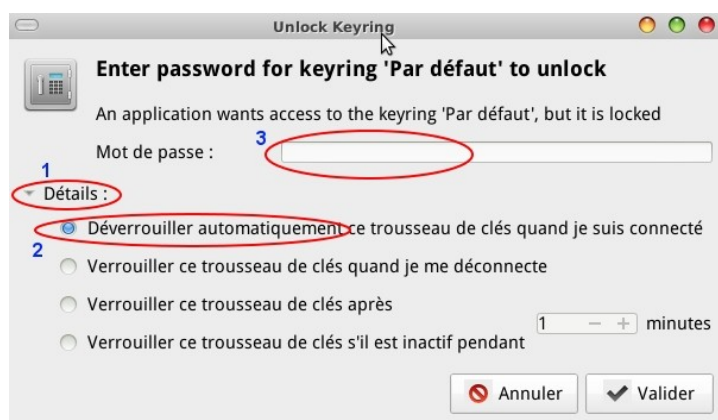 Unlock Keyring
Enter password for keyring 'Par défaut' to unlock
An application wants access to the keyring 'Par défaut', but it is locked
3
Mot de passe :
1
Détails :
Déverrouiller automatiquement ce trousseau de clés quand je suis connecté
2
Verrouiller ce trousseau de clés quand je me déconnecte
Verrouiller ce trousseau de clés après
1 − + minutes
Verrouiller ce trousseau de clés s'il est inactif pendant
Annuler Valider